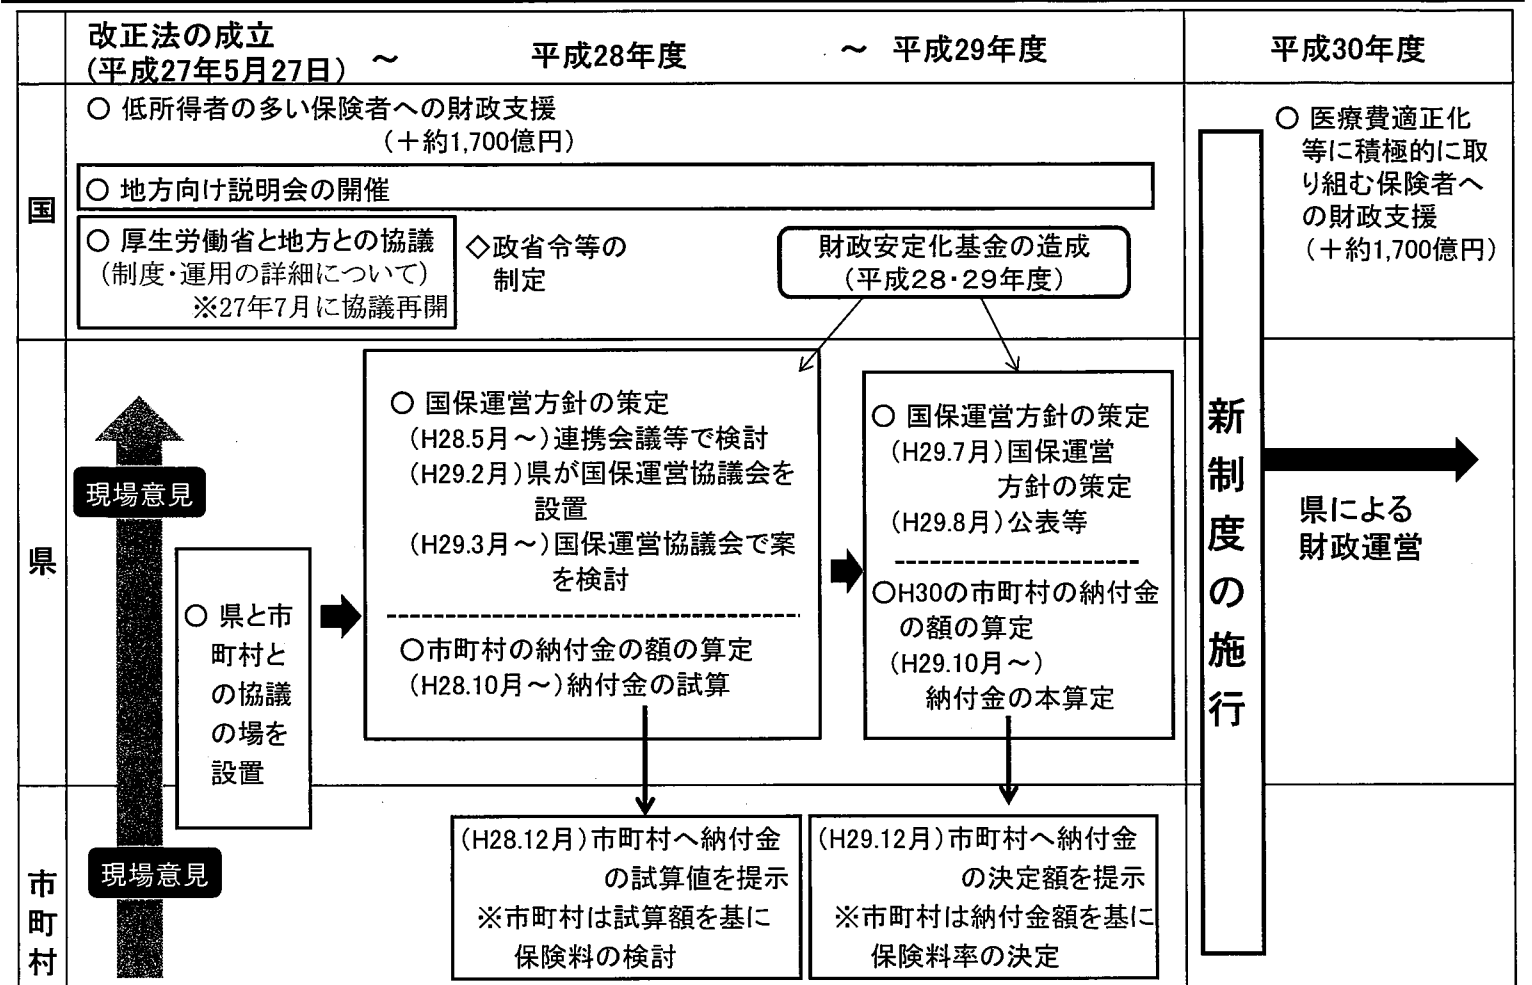 改正法の成立
(平成27年5月27日) ～ 平成28年度 ～ 平成29年度
平成30年度
国
○ 低所得者の多い保険者への財政支援
(＋約1,700億円)
○ 地方向け説明会の開催
○ 厚生労働省と地方との協議
(制度・運用の詳細について)
※27年7月に協議再開
◇政省令等の
制定
財政安定化基金の造成
(平成28・29年度)
○ 医療費適正化
等に積極的に取
り組む保険者へ
の財政支援
(＋約1,700億円)
県
現場意見
○ 県と市
町村と
の協議
の場を
設置
○ 国保運営方針の策定
(H28.5月～)連携会議等で検討
(H29.2月)県が国保運営協議会を
設置
(H29.3月～)国保運営協議会で案
を検討
○市町村の納付金の額の算定
(H28.10月～)納付金の試算
○ 国保運営方針の策定
(H29.7月)国保運営
方針の策定
(H29.8月)公表等
○H30の市町村の納付金
の額の算定
(H29.10月～)
納付金の本算定
新制度の施行
県による
財政運営
市町村
現場意見
(H28.12月)市町村へ納付金
の試算値を提示
※市町村は試算額を基に
保険料の検討
(H29.12月)市町村へ納付金
の決定額を提示
※市町村は納付金額を基に
保険料率の決定